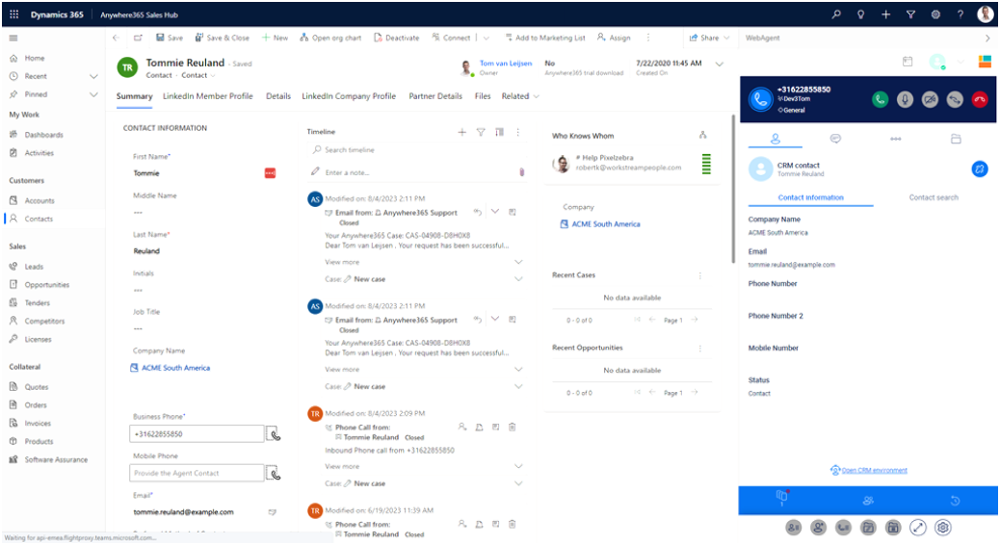 Dynamics 365
Anywhere365 Sales Hub
Save
Save & Close
New
Open org chart
Deactivate
Connect
Add to Marketing List
Assign
Share
WebAgent
Home
Recent
Pinned
My Work
Dashboards
Activities
Customers
Accounts
Contacts
Sales
Leads
Opportunities
Tenders
Competitors
Licenses
Collateral
Quotes
Orders
Invoices
Products
Software Assurance
Waiting for api-emea.flightproxy.teams.microsoft.com...
TR
Tommie Reuland - Saved
Contact · Contact
Tom van Leijsen
Owner
No
Anywhere365 trial download
7/22/2020 11:45 AM
Created On
Summary
LinkedIn Member Profile
Details
LinkedIn Company Profile
Partner Details
Files
Related
CONTACT INFORMATION
First Name*
Tommie
Middle Name
---
Last Name*
Reuland
Initials
---
Job Title
---
Company Name
ACME South America
Business Phone*
+31622855850
Mobile Phone
Provide the Agent Contact
Email*
tommie.reuland@example.com
Timeline
Search timeline
Enter a note...
AS
Modified on: 8/4/2023 2:11 PM
Email from: Anywhere365 Support
Closed
Your Anywhere365 Case: CAS-04908-D8H0X8
Dear Tom van Leijsen . Your request has been successful...
View more
Case: New case
AS
Modified on: 8/4/2023 2:11 PM
Email from: Anywhere365 Support
Closed
Your Anywhere365 Case: CAS-04908-D8H0X8
Dear Tom van Leijsen . Your request has been successful...
View more
Case: New case
TR
Modified on: 8/4/2023 2:09 PM
Phone Call from:
Tommie Reuland Closed
Inbound Phone call from +31622855850
View more
Case: New case
TR
Modified on: 6/19/2023 11:39 AM
Phone Call from:
Tommie Reuland Closed
Who Knows Whom
# Help Pixelzebra
robertk@workstreampeople.com
Company
ACME South America
Recent Cases
No data available
0 - 0 of 0
Page 1
Recent Opportunities
No data available
0 - 0 of 0
Page 1
+31622855850
Dev3Tom
General
CRM contact
Tommie Reuland
Contact information
Contact search
Company Name
ACME South America
Email
tommie.reuland@example.com
Phone Number
Phone Number 2
Mobile Number
Status
Contact
Open CRM environment
1